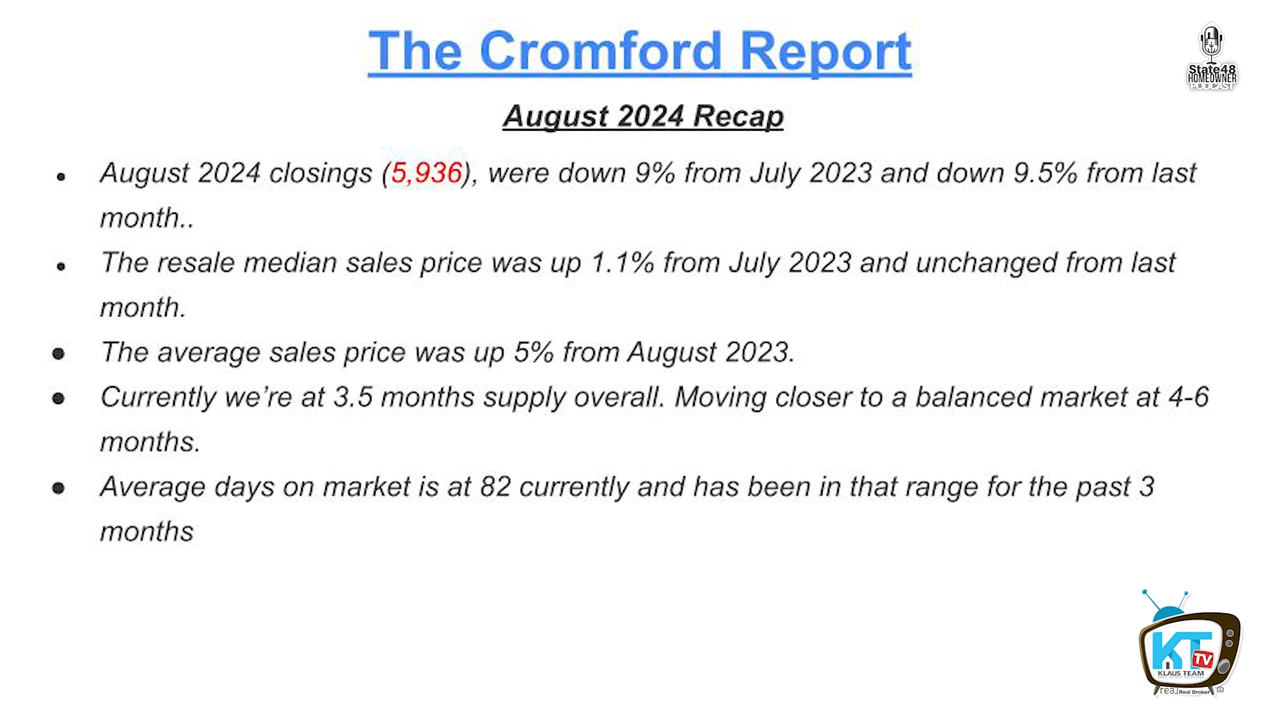 The Cromford Report
State48
HOMEOWNER
PODCAST
August 2024 Recap
• August 2024 closings (5,936), were down 9% from July 2023 and down 9.5% from last
month..
• The resale median sales price was up 1.1% from July 2023 and unchanged from last
month.
● The average sales price was up 5% from August 2023.
● Currently we’re at 3.5 months supply overall. Moving closer to a balanced market at 4-6
months.
● Average days on market is at 82 currently and has been in that range for the past 3
months
KT
TV
KLAUS TEAM
real Real Broker